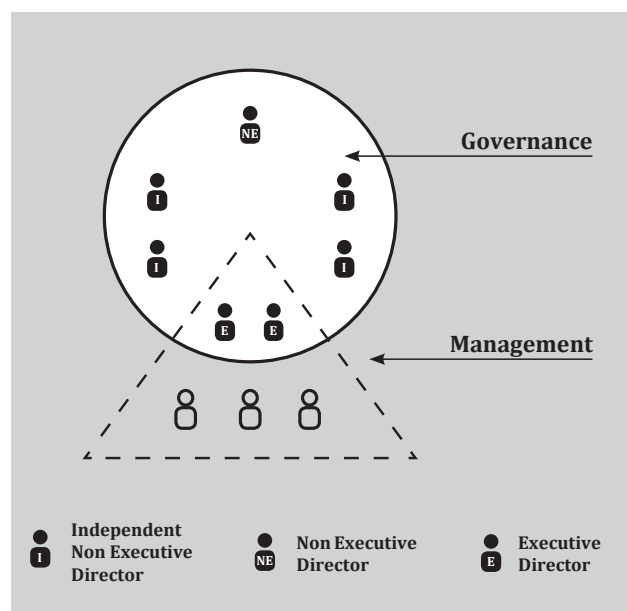 NE
Governance
I
I
I
I
E
E
Management
Independent
Non Executive
Director
I
Non Executive
Director
NE
Executive
Director
E